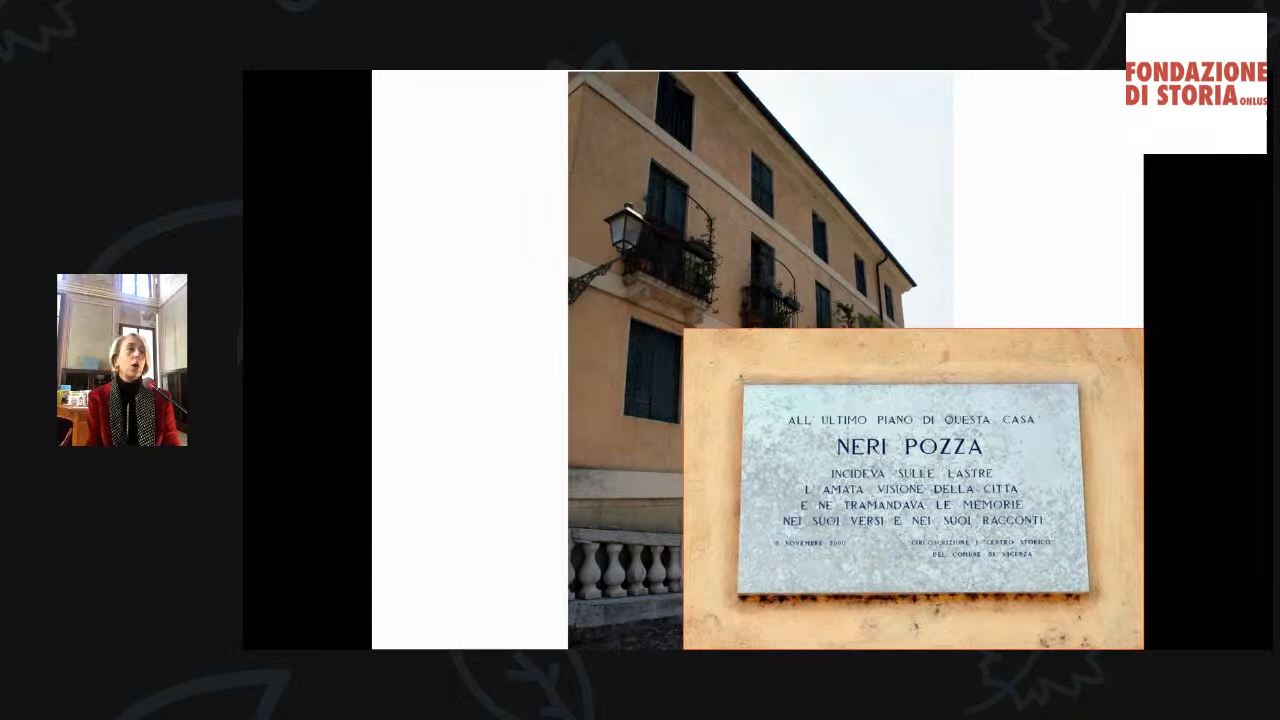 FONDAZIONE
DI STORIA ONLUS
ALL' ULTIMO PIANO DI QUESTA CASA
NERI POZZA
INCIDEVA SULLE LASTRE
L' AMATA VISIONE DELLA CITTA'
E NE TRAMANDAVA LE MEMORIE
NEI SUOI VERSI E NEI SUOI RACCONTI
NOVEMBRE 2000
CIRCOSCRIZIONE 1 "CENTRO STORICO"
DEL COMUNE DI VICENZA